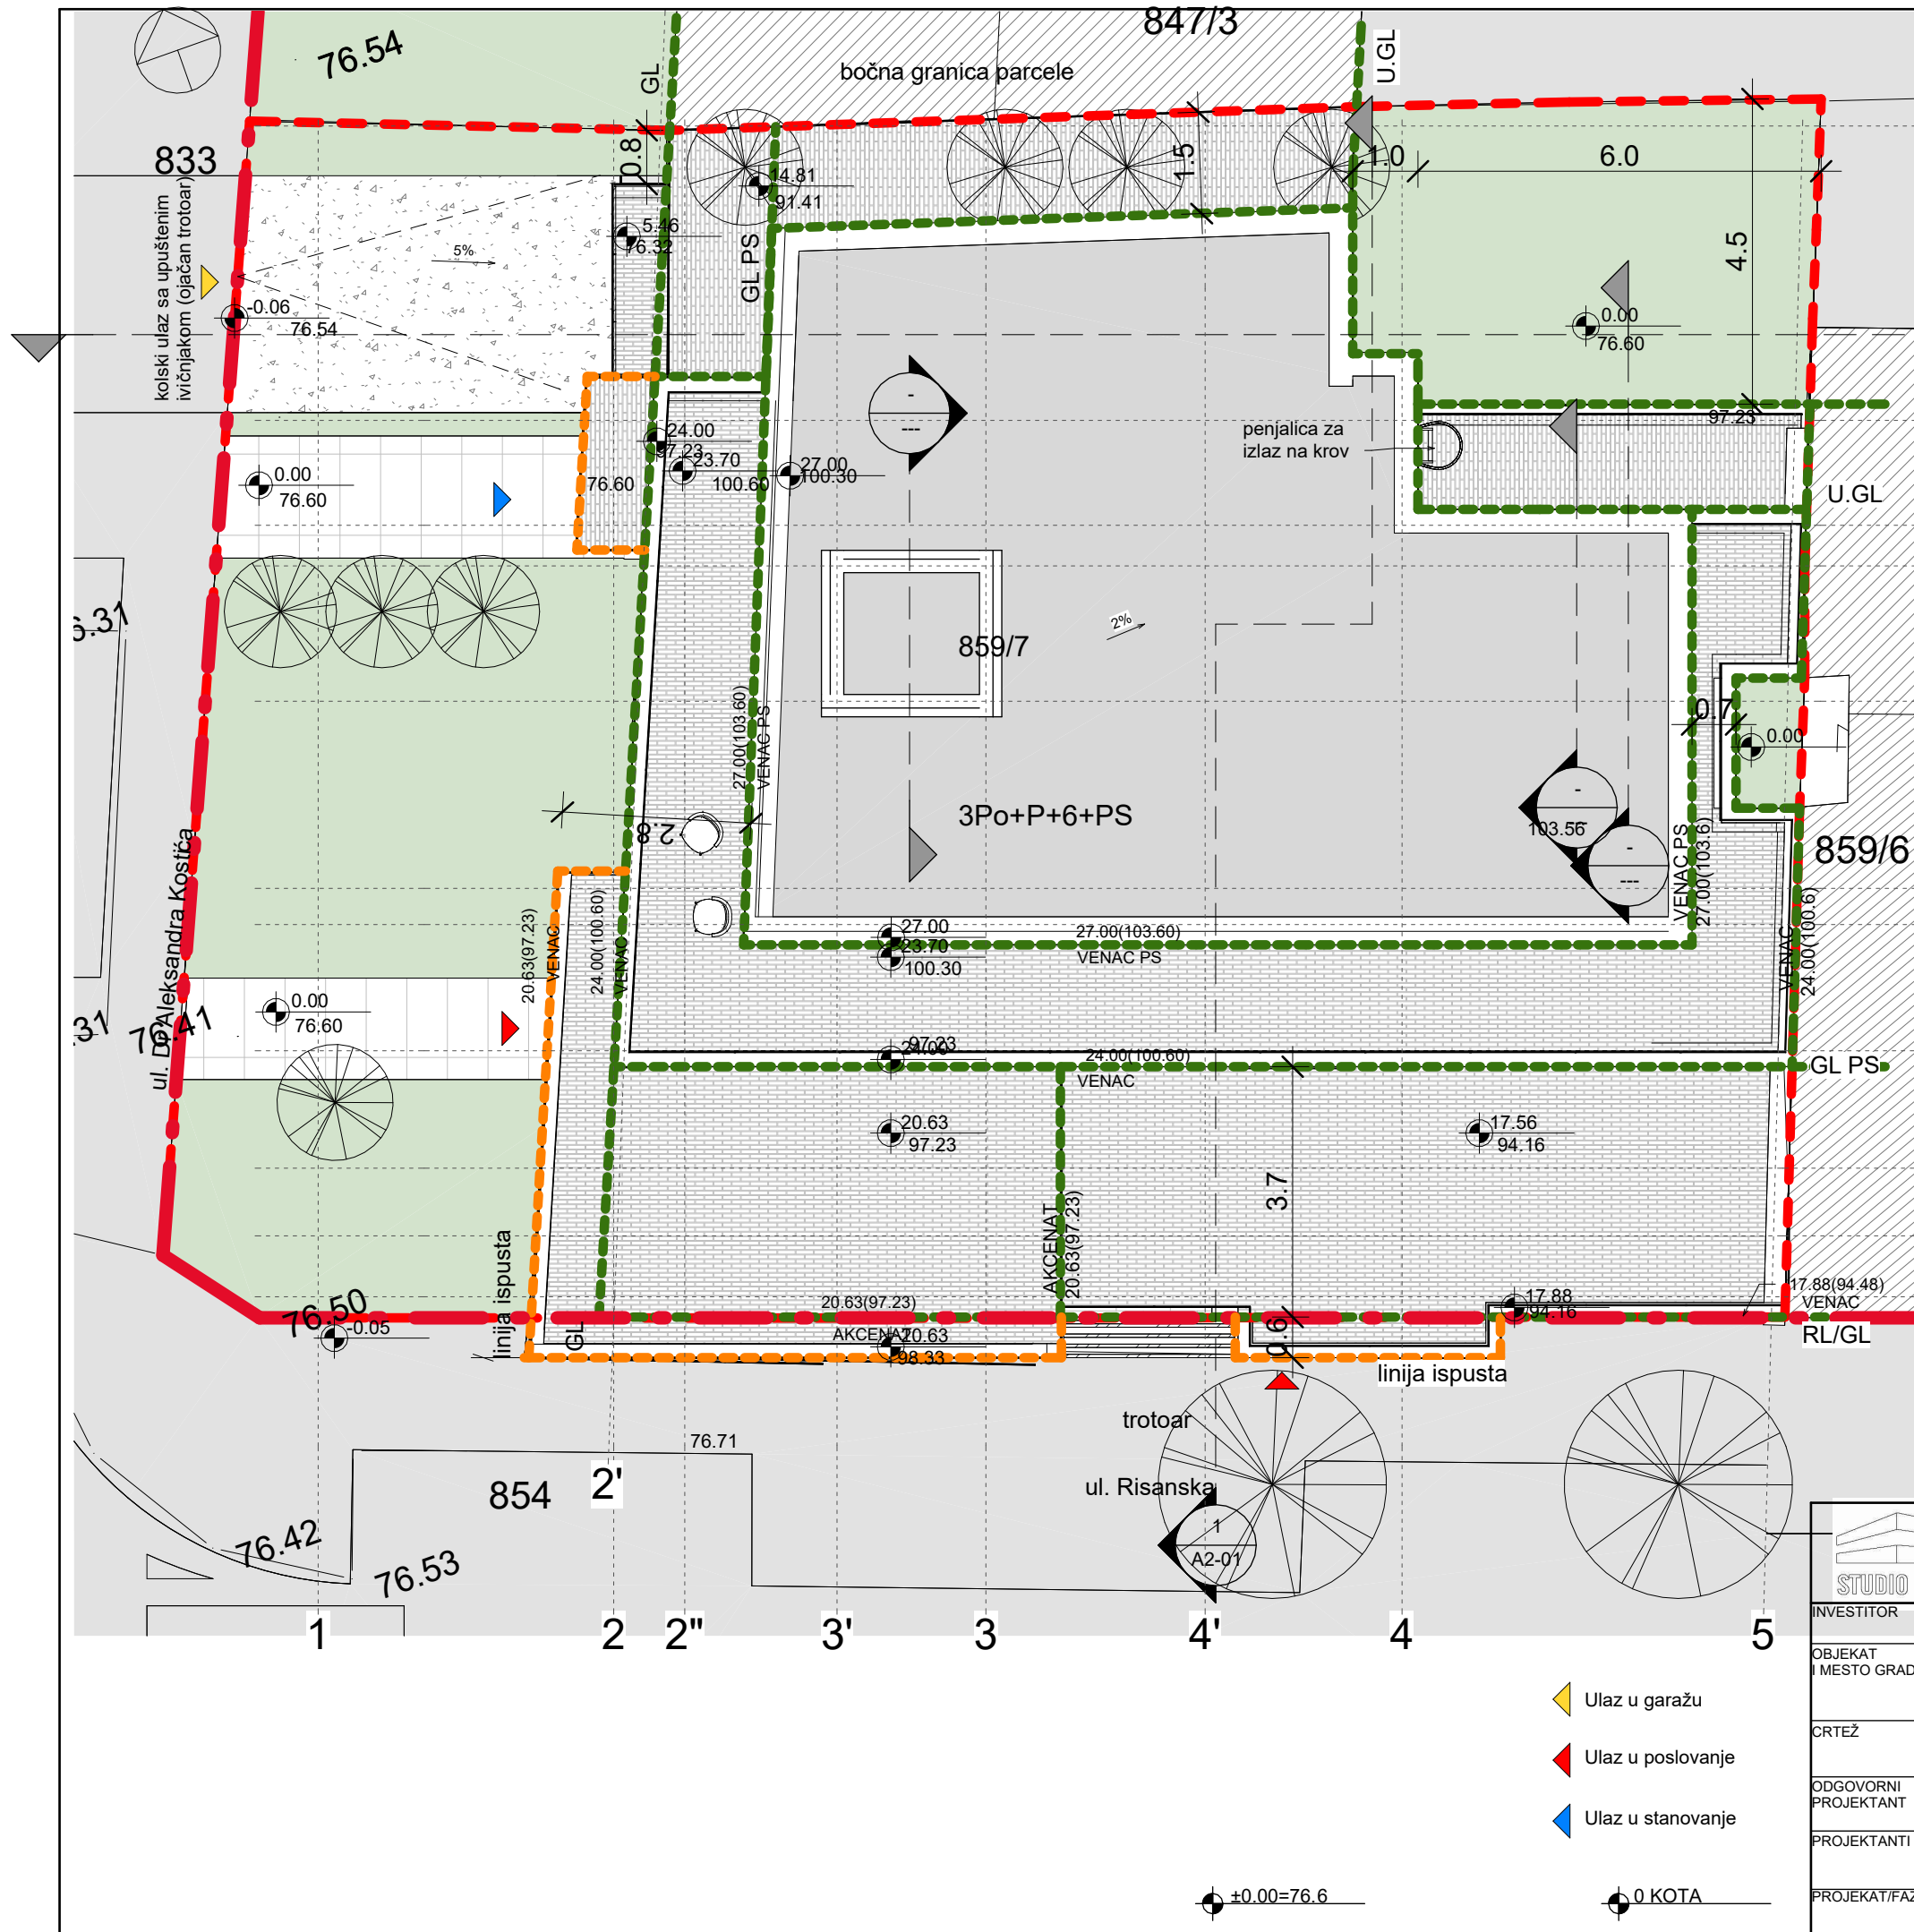 847/3
76.54
bočna granica parcele
GL
U.GL
833
0.8
14.81
91.41
1.5
1.0
6.0
kolski ulaz sa upuštenim
ivičnjakom (ojačan trotoar)
5.46
76.32
5%
GL PS
4.5
-0.06
76.54
0.00
76.60
-
---
97.23
penjalica za
izlaz na krov
24.00
97.23
23.70
100.60
27.00
100.30
0.00
76.60
76.60
U.GL
2%
859/7
27.00(103.60)
VENAC PS
0.7
0.00
3Po+P+6+PS
2.8
-
103.56
-
---
VENAC PS
27.00(103.6)
859/6
ul. Dr Aleksandra Kostića
20.63(97.23)
VENAC
24.00(100.60)
VENAC
27.00
23.70
100.30
27.00(103.60)
VENAC PS
VENAC
24.00(100.6)
0.00
76.60
76.41
97.23
24.00
24.00(100.60)
VENAC
GL PS
20.63
97.23
17.56
94.16
3.7
AKCENAT
20.63(97.23)
linija ispusta
GL
76.50
-0.05
20.63(97.23)
AKCENAT
20.63
98.33
0.6
17.88
94.16
17.88(94.48)
VENAC
RL/GL
linija ispusta
trotoar
76.71
854
2'
ul. Risanska
1
A2-01
76.42
76.53
1
2
2"
3'
3
4'
4
5
STUDIO
INVESTITOR
OBJEKAT
I MESTO GRAD
Ulaz u garažu
CRTEŽ
Ulaz u poslovanje
ODGOVORNI
PROJEKTANT
Ulaz u stanovanje
PROJEKTANTI
±0.00=76.6
0 KOTA
PROJEKAT/FAZ